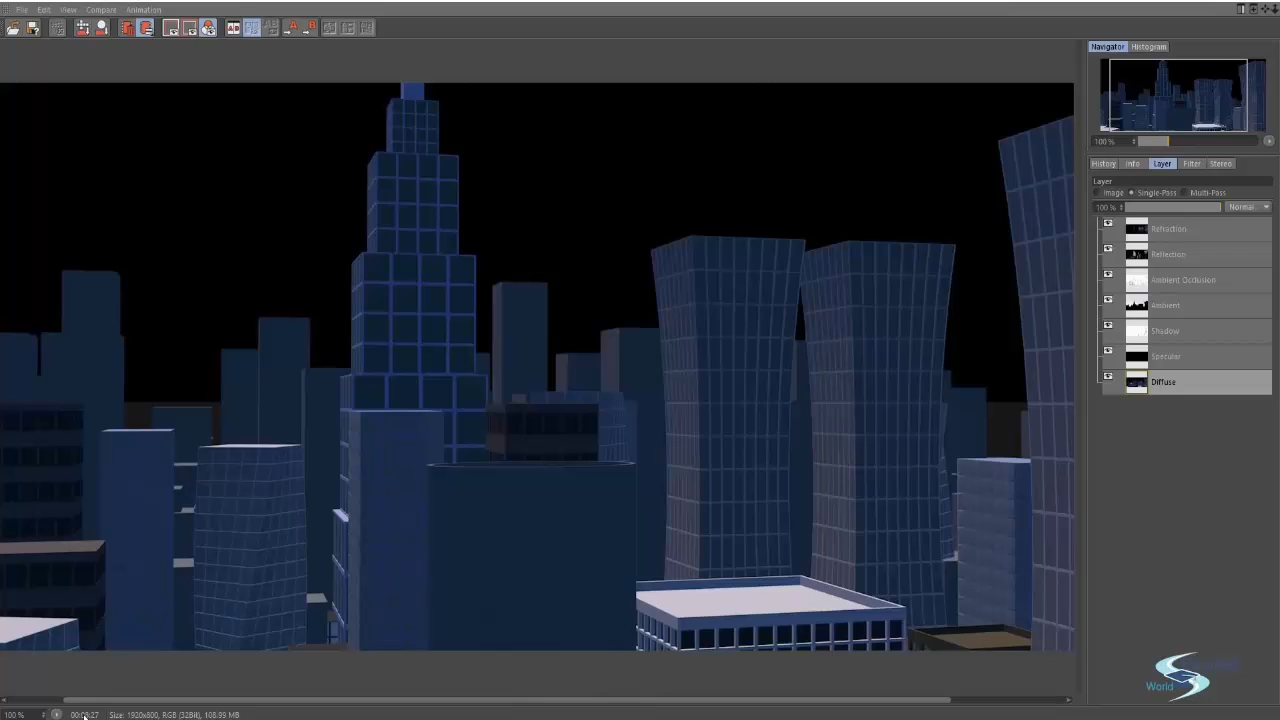 File Edit View Compare Animation
Navigator Histogram
100 %
History Info Layer Filter Stereo
Layer
Image Single-Pass Multi-Pass
100 % Normal
Refraction
Reflection
Ambient Occlusion
Ambient
Shadow
Specular
Diffuse
World
100 % Size: 1920x800, RGB (32Bit), 108.99 MB